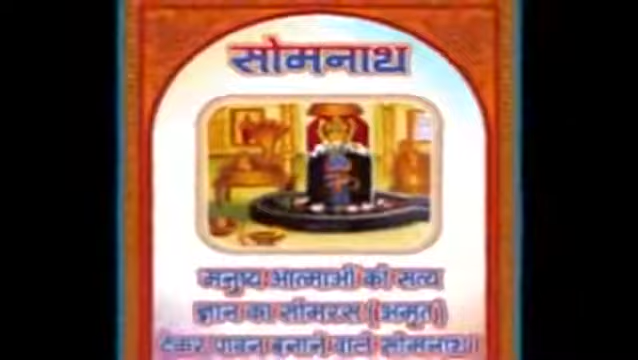 सोमनाथ
मनुष्य आत्माओं को सत्य
ज्ञान का सोमरस (अमृत)
देकर पावन बनाने वाले सोमनाथ।।